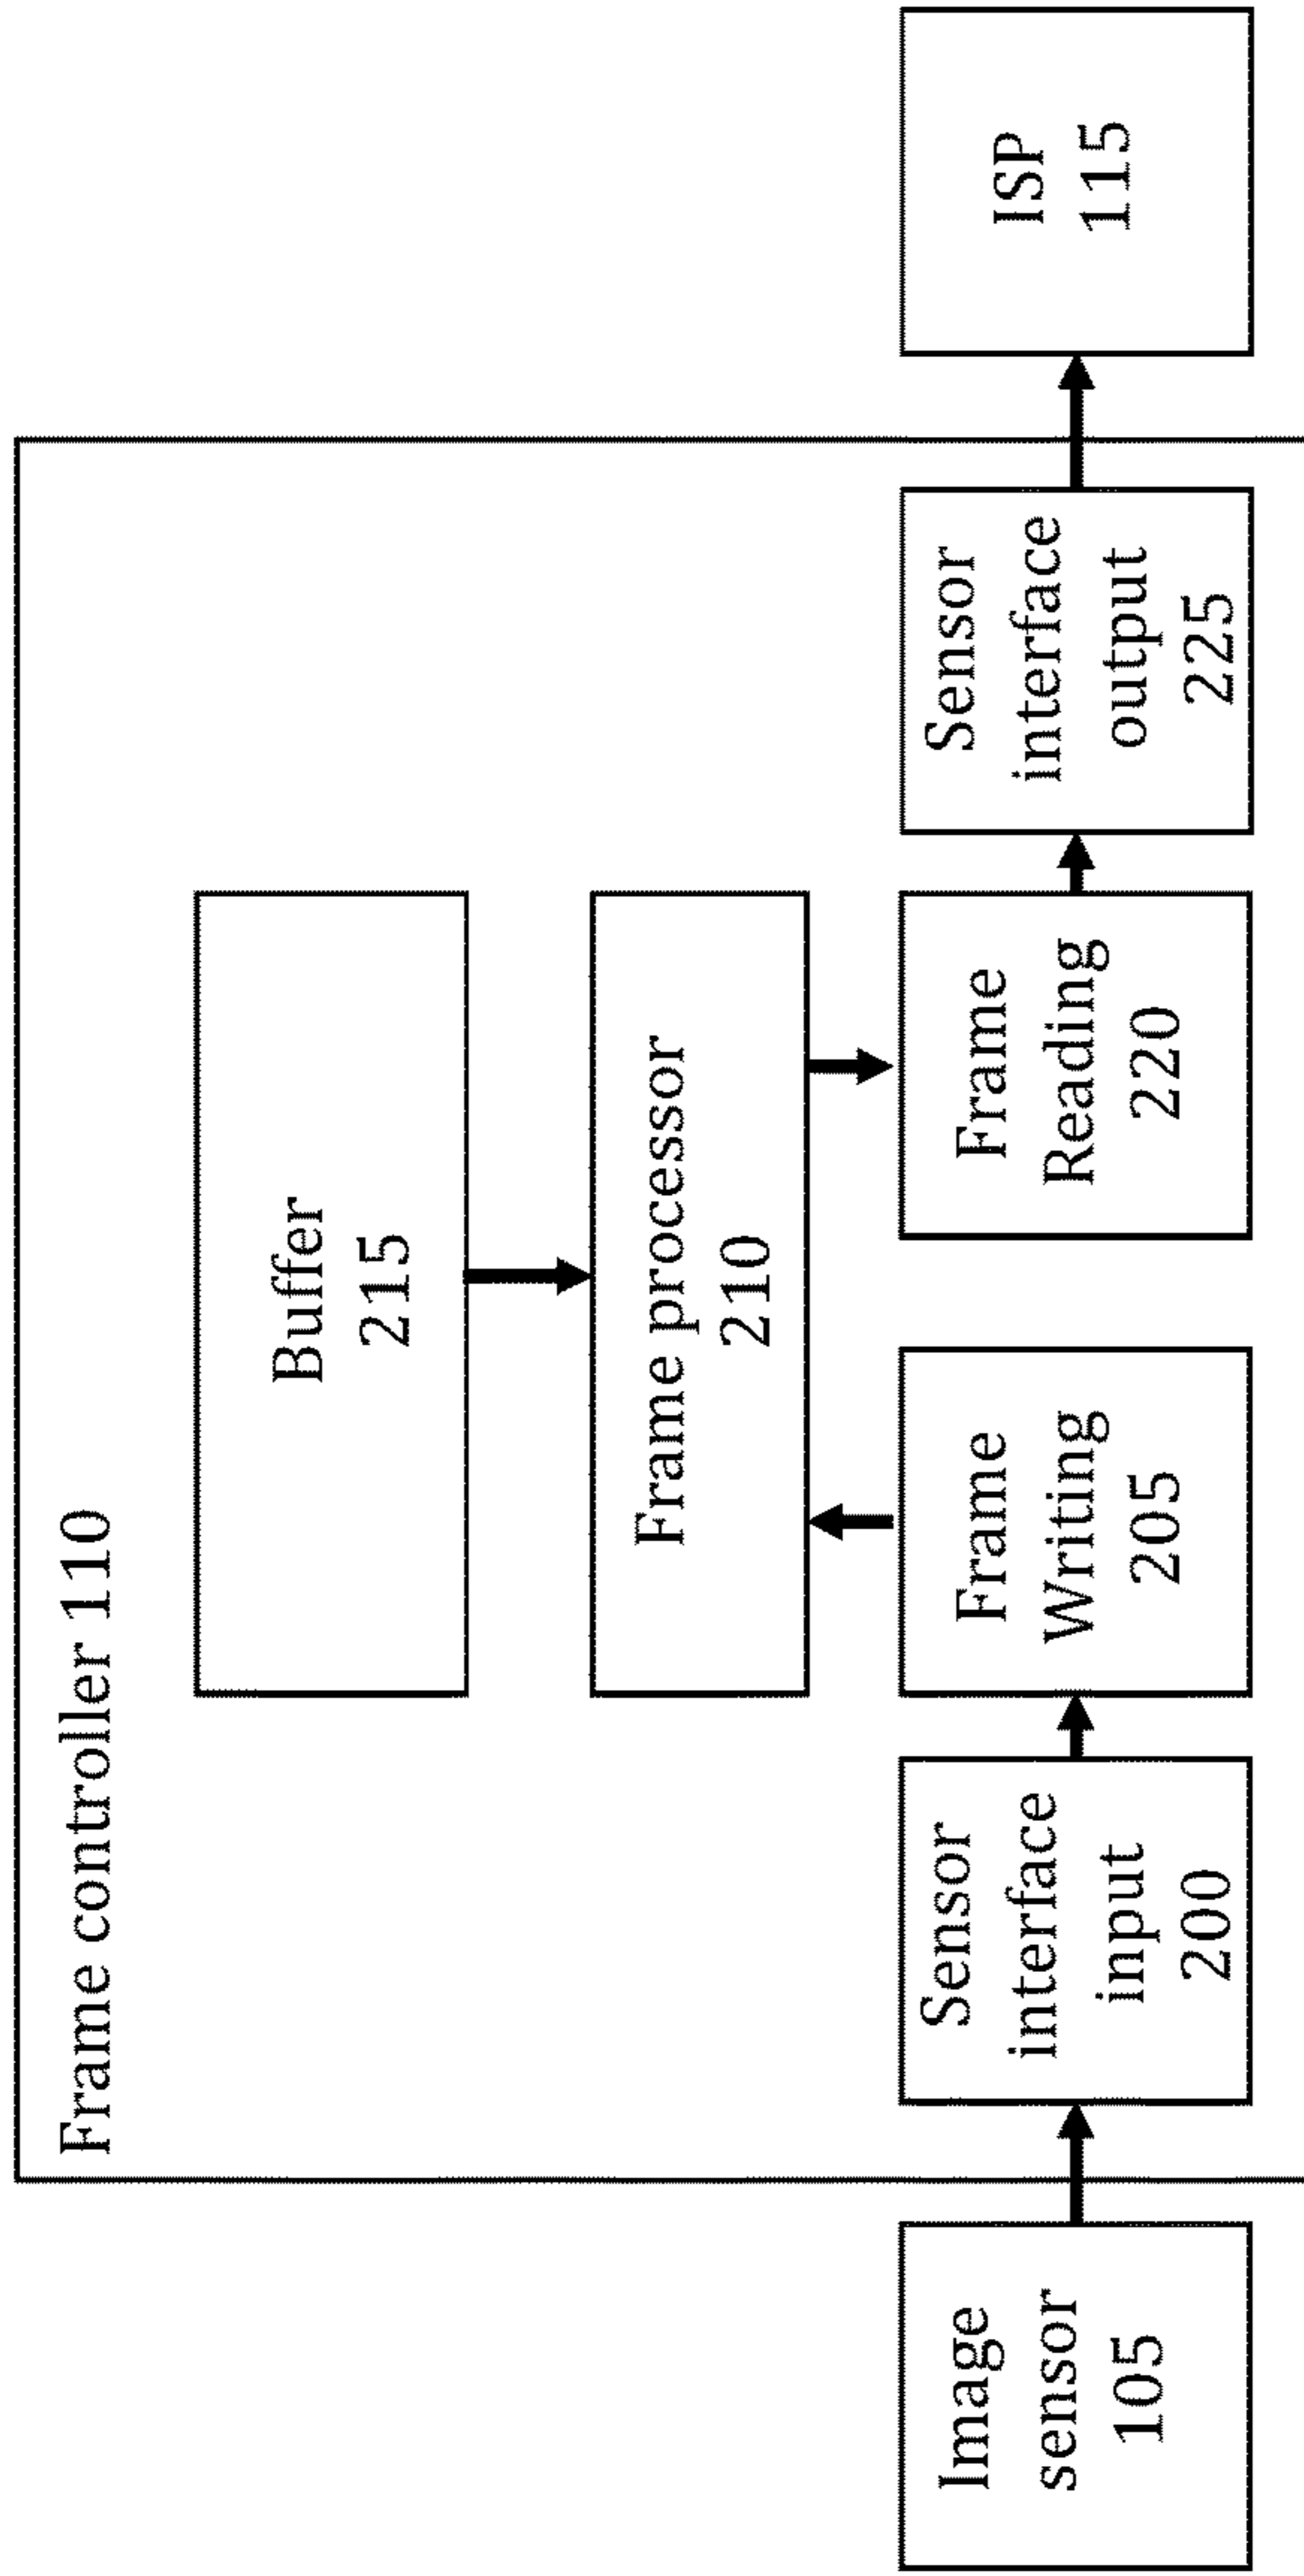 Frame controller 110
Buffer
215
Frame processor
210
Image
sensor
105
Sensor
interface
input
200
Frame
Writing
205
Frame
Reading
220
Sensor
interface
output
225
ISP
115